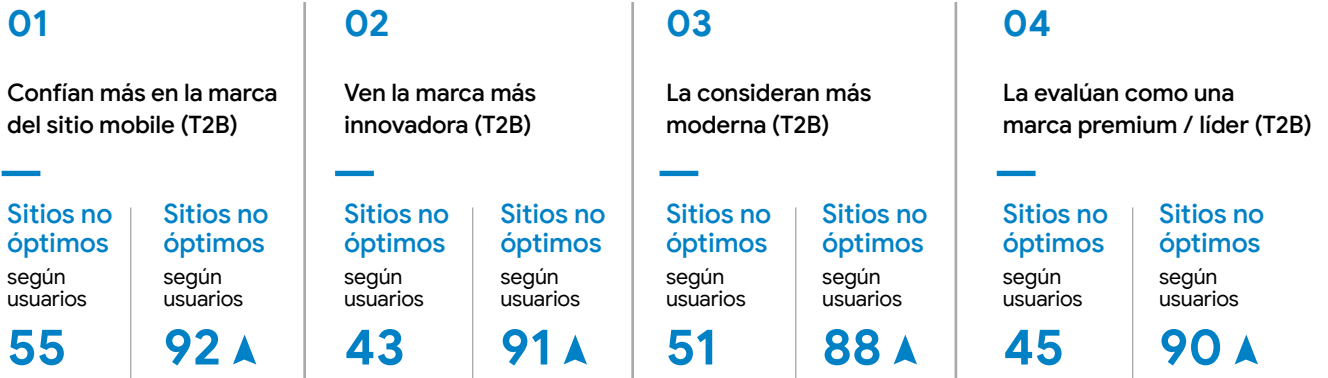 01
Confían más en la marca
del sitio mobile (T2B)
Sitios no
óptimos
según
usuarios
55
Sitios no
óptimos
según
usuarios
92
02
Ven la marca más
innovadora (T2B)
Sitios no
óptimos
según
usuarios
43
Sitios no
óptimos
según
usuarios
91
03
La consideran más
moderna (T2B)
Sitios no
óptimos
según
usuarios
51
Sitios no
óptimos
según
usuarios
88
04
La evalúan como una
marca premium / líder (T2B)
Sitios no
óptimos
según
usuarios
45
Sitios no
óptimos
según
usuarios
90